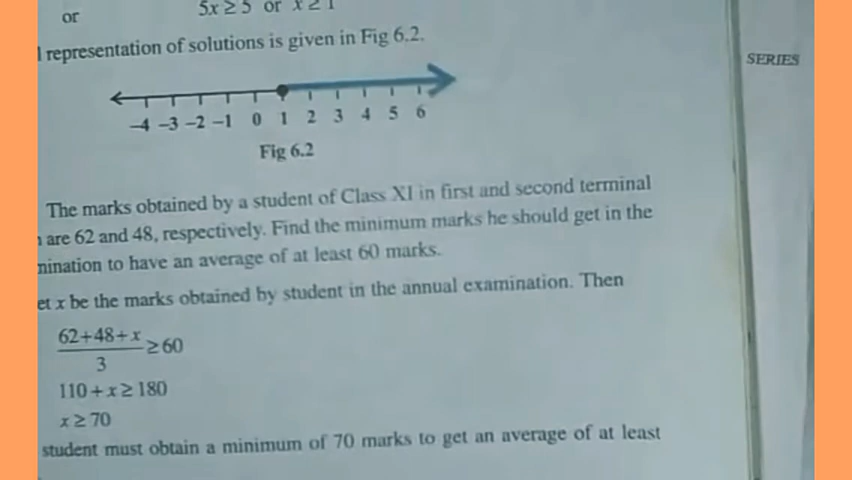 or 5x ≥ 5 or x ≥ 1
representation of solutions is given in Fig 6.2.
SERIES
–4 –3 –2 –1 0 1 2 3 4 5 6
Fig 6.2
The marks obtained by a student of Class XI in first and second terminal
are 62 and 48, respectively. Find the minimum marks he should get in the
mination to have an average of at least 60 marks.
et x be the marks obtained by student in the annual examination. Then
62+48+x
3 ≥ 60
110 + x ≥ 180
x ≥ 70
student must obtain a minimum of 70 marks to get an average of at least